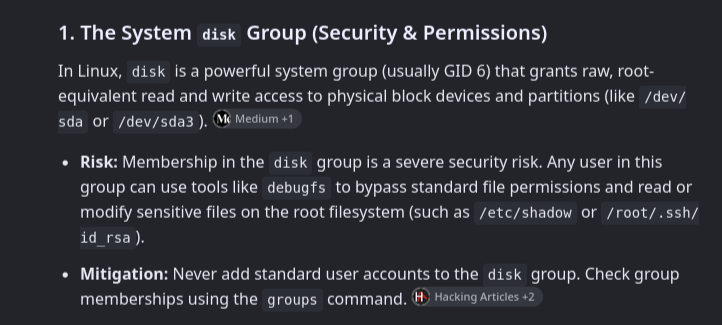 1. The System disk Group (Security & Permissions)
In Linux, disk is a powerful system group (usually GID 6) that grants raw, root-
equivalent read and write access to physical block devices and partitions (like /dev/
sda or /dev/sda3 ). Medium +1
• Risk: Membership in the disk group is a severe security risk. Any user in this
group can use tools like debugfs to bypass standard file permissions and read or
modify sensitive files on the root filesystem (such as /etc/shadow or /root/.ssh/
id_rsa ).
• Mitigation: Never add standard user accounts to the disk group. Check group
memberships using the groups command. Hacking Articles +2